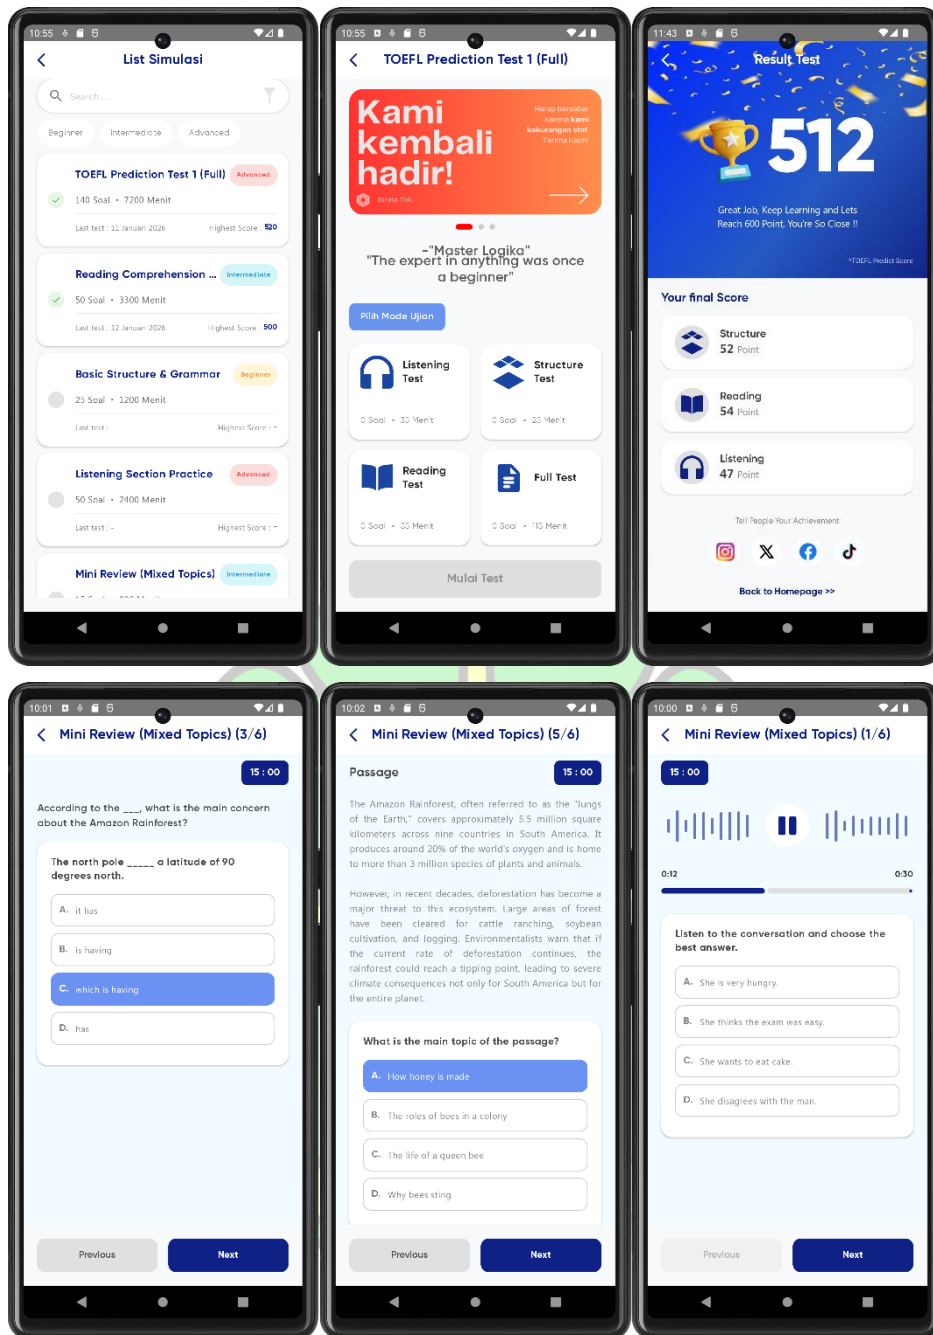 10:55
List Simulasi
Search....
Beginner Intermediate Advanced
TOEFL Prediction Test 1 (Full) Advanced
140 Soal • 7200 Menit
Last test : 11 Januari 2026 Highest Score : 520
Reading Comprehension ... Intermediate
50 Soal • 3300 Menit
Last test : 12 Januari 2026 Highest Score : 500
Basic Structure & Grammar Beginner
25 Soal • 1200 Menit
Last test : Highest Score : -
Listening Section Practice Advanced
50 Soal • 2400 Menit
Last test : - Highest Score : -
Mini Review (Mixed Topics) Intermediate
10:55
TOEFL Prediction Test 1 (Full)
Kami
kembali
hadir!
Harap bersabar
karena kami
kekurangan staf.
Terima kasih!
Strata Tbk.
-"Master Logika"
"The expert in anything was once
a beginner"
Pilih Mode Ujian
Listening
Test
0 Soal • 35 Menit
Structure
Test
0 Soal • 25 Menit
Reading
Test
0 Soal • 55 Menit
Full Test
0 Soal • 115 Menit
Mulai Test
11:43
Result Test
512
Great Job, Keep Learning and Lets
Reach 600 Point, You're So Close !!
*TOEFL Predict Score
Your final Score
Structure
52 Point
Reading
54 Point
Listening
47 Point
Tell People Your Achievement
Back to Homepage >>
10:01
Mini Review (Mixed Topics) (3/6)
15 : 00
According to the ___, what is the main concern
about the Amazon Rainforest?
The north pole _____ a latitude of 90
degrees north.
A. it has
B. is having
C. which is having
D. has
Previous Next
10:02
Mini Review (Mixed Topics) (5/6)
Passage 15 : 00
The Amazon Rainforest, often referred to as the "lungs
of the Earth," covers approximately 5.5 million square
kilometers across nine countries in South America. It
produces around 20% of the world's oxygen and is home
to more than 3 million species of plants and animals.
However, in recent decades, deforestation has become a
major threat to this ecosystem. Large areas of forest
have been cleared for cattle ranching, soybean
cultivation, and logging. Environmentalists warn that if
the current rate of deforestation continues, the
rainforest could reach a tipping point, leading to severe
climate consequences not only for South America but for
the entire planet.
What is the main topic of the passage?
A. How honey is made
B. The roles of bees in a colony
C. The life of a queen bee
D. Why bees sting
Previous Next
10:00
Mini Review (Mixed Topics) (1/6)
15 : 00
0:12 0:30
Listen to the conversation and choose the
best answer.
A. She is very hungry.
B. She thinks the exam was easy.
C. She wants to eat cake.
D. She disagrees with the man.
Previous Next